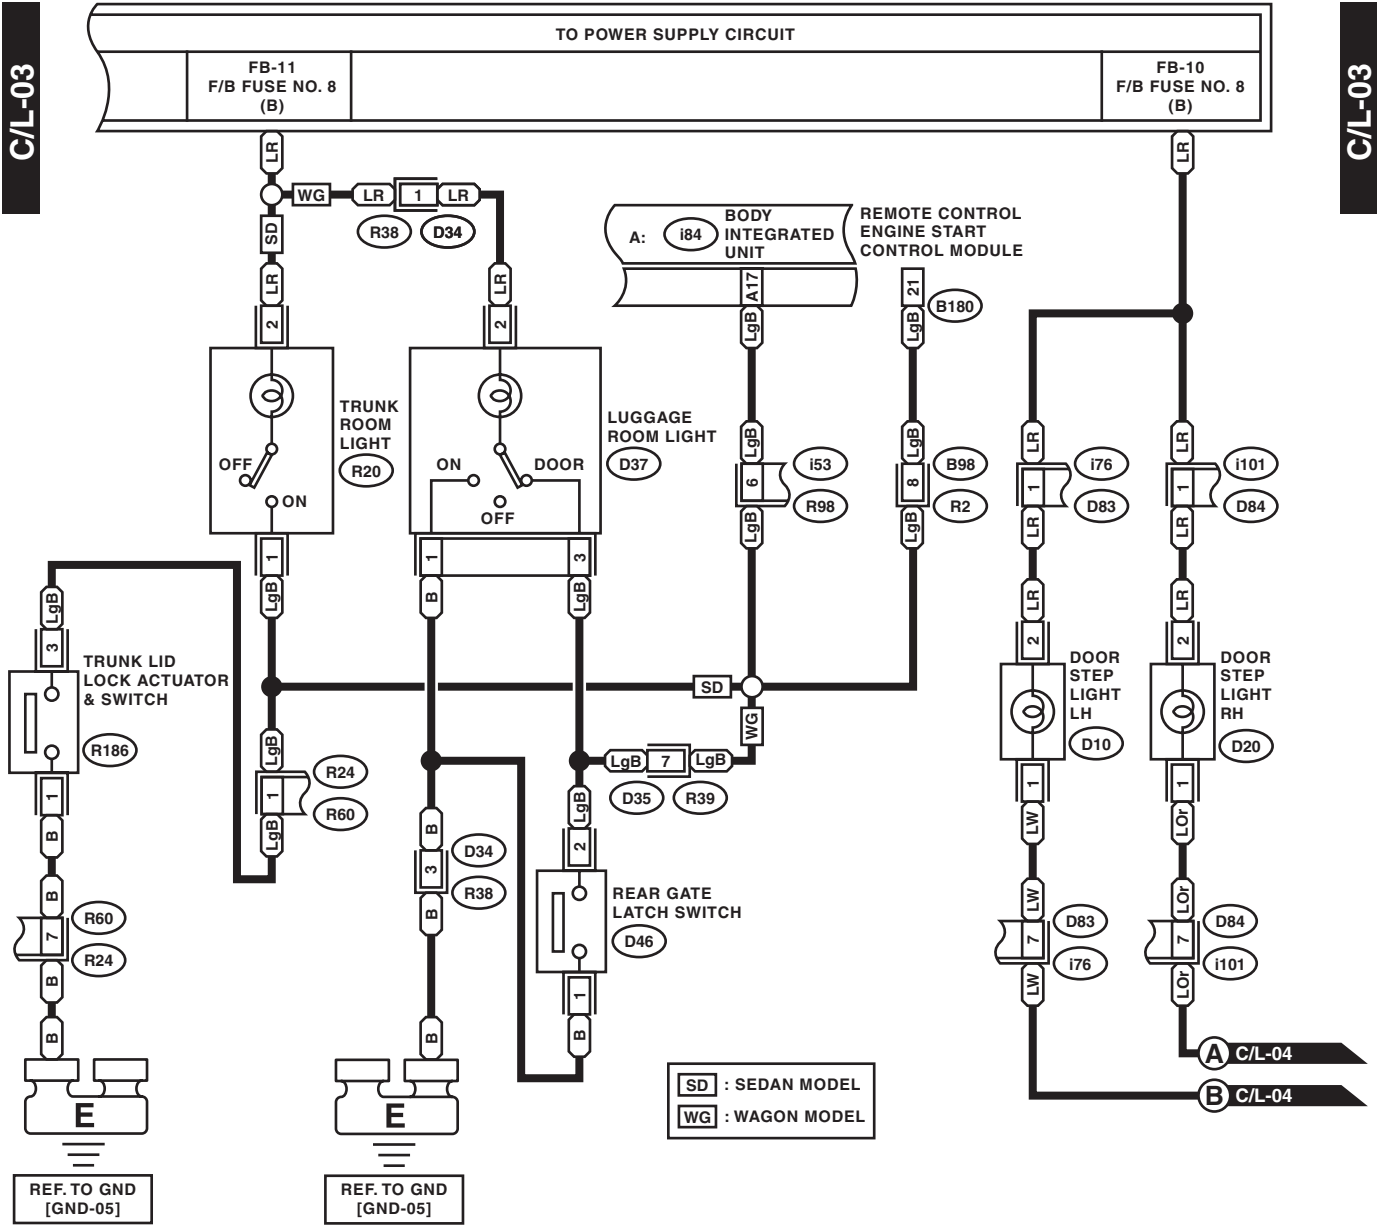 C/L-03
C/L-03
TO POWER SUPPLY CIRCUIT
FB-11
F/B FUSE NO. 8
(B)
FB-10
F/B FUSE NO. 8
(B)
LR
LR
WG
LR
1
LR
R38
D34
SD
LR
LR
2
2
A:
i84
BODY
INTEGRATED
UNIT
REMOTE CONTROL
ENGINE START
CONTROL MODULE
A17
21
B180
LgB
LgB
TRUNK
ROOM
LIGHT
R20
OFF
ON
LUGGAGE
ROOM LIGHT
D37
ON
DOOR
OFF
LgB
6
LgB
i53
R98
LgB
8
LgB
B98
R2
LR
1
LR
i76
D83
LR
1
LR
i101
D84
1
LgB
1
B
3
LgB
LgB
3
TRUNK LID
LOCK ACTUATOR
& SWITCH
R186
1
B
B
7
B
B
R60
R24
LgB
1
LgB
R24
R60
SD
WG
LgB
7
LgB
D35
R39
B
3
B
B
D34
R38
LgB
2
REAR GATE
LATCH SWITCH
D46
1
B
LR
2
DOOR
STEP
LIGHT
LH
D10
1
LW
LW
7
LW
D83
i76
LR
2
DOOR
STEP
LIGHT
RH
D20
1
LOr
LOr
7
LOr
D84
i101
A C/L-04
B C/L-04
SD : SEDAN MODEL
WG : WAGON MODEL
E
REF. TO GND
[GND-05]
E
REF. TO GND
[GND-05]